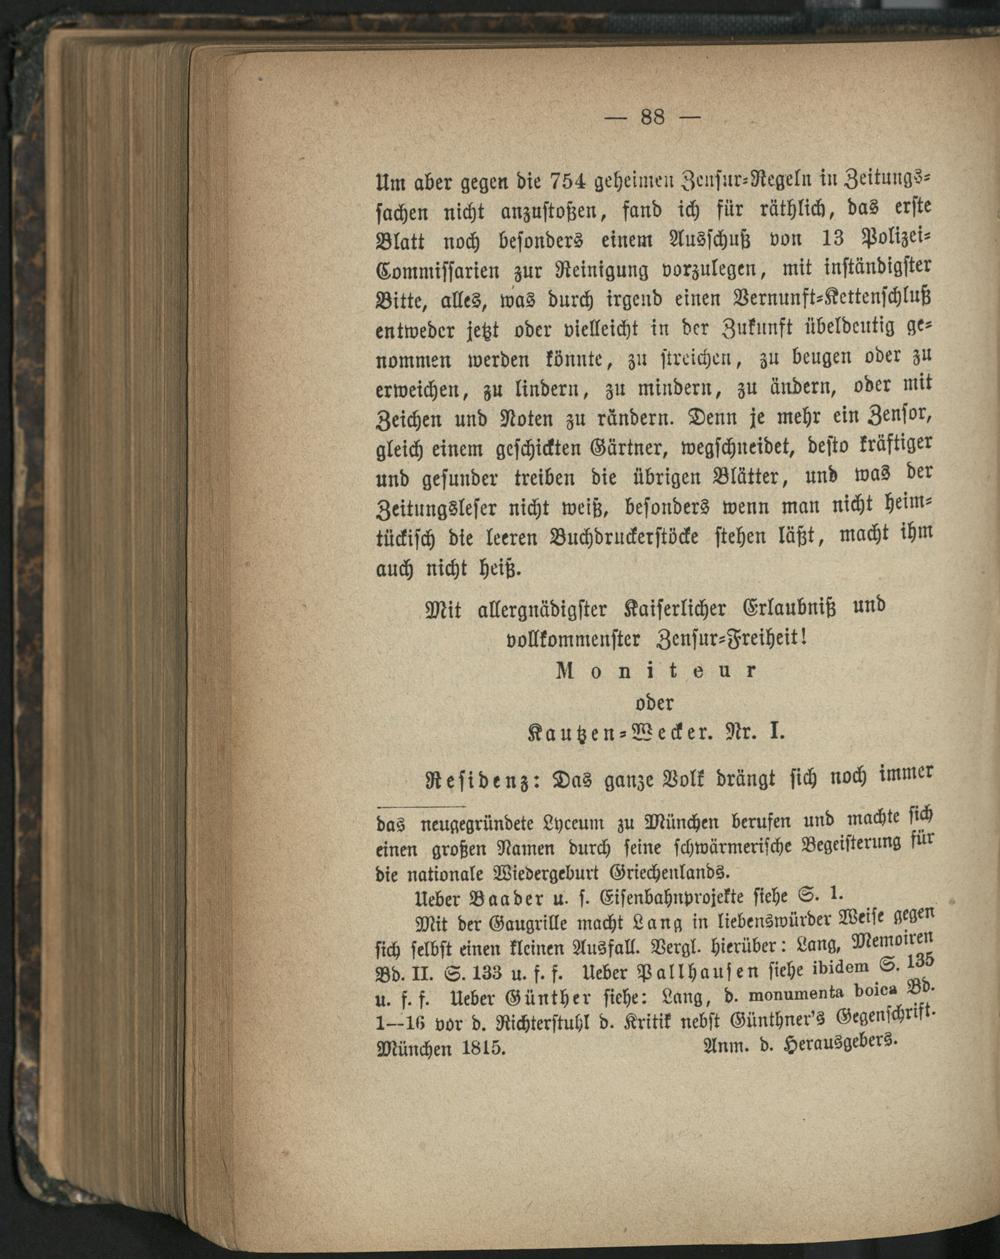 — 88 —
Um aber gegen die 754 geheimen Zensur-Regeln in Zeitungs-
sachen nicht anzustoßen, fand ich für räthlich, das erste
Blatt noch besonders einem Ausschuß von 13 Polizei-
Commissarien zur Reinigung vorzulegen, mit inständigster
Bitte, alles, was durch irgend einen Vernunft-Kettenschluß
entweder jetzt oder vielleicht in der Zukunft übeldeutig ge-
nommen werden könnte, zu streichen, zu beugen oder zu
erweichen, zu lindern, zu mindern, zu ändern, oder mit
Zeichen und Noten zu rändern. Denn je mehr ein Zensor,
gleich einem geschickten Gärtner, wegschneidet, desto kräftiger
und gesunder treiben die übrigen Blätter, und was der
Zeitungsleser nicht weiß, besonders wenn man nicht heim-
tückisch die leeren Buchdruckerstöcke stehen läßt, macht ihm
auch nicht heiß.
Mit allergnädigster Kaiserlicher Erlaubniß und
vollkommenster Zensur-Freiheit!
Moniteur
oder
Kautzen-Wecker. Nr. I.
Residenz: Das ganze Volk drängt sich noch immer
das neugegründete Lyceum zu München berufen und machte sich
einen großen Namen durch seine schwärmerische Begeisterung für
die nationale Wiedergeburt Griechenlands.
Ueber Baader u. s. Eisenbahnprojekte siehe S. 1.
Mit der Gaugrille macht Lang in liebenswürder Weise gegen
sich selbst einen kleinen Ausfall. Vergl. hierüber: Lang, Memoiren
Bd. II. S. 133 u. f. f. Ueber Pallhausen siehe ibidem S. 135
u. f. f. Ueber Günther siehe: Lang, d. monumenta boica Bd.
1—16 vor d. Richterstuhl d. Kritik nebst Günthner's Gegenschrift.
München 1815. Anm. d. Herausgebers.